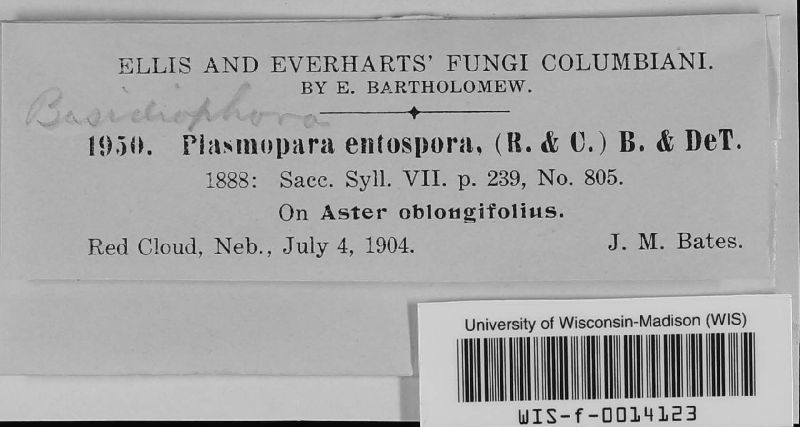 ELLIS AND EVERHARTS' FUNGI COLUMBIANI.
BY E. BARTHOLOMEW.
Basidiophora
1950. Plasmopara entospora, (R. & C.) B. & DeT.
1888: Sacc. Syll. VII. p. 239, No. 805.
On Aster oblongifolius.
Red Cloud, Neb., July 4, 1904. J. M. Bates.
University of Wisconsin-Madison (WIS)
WIS-f-0014123